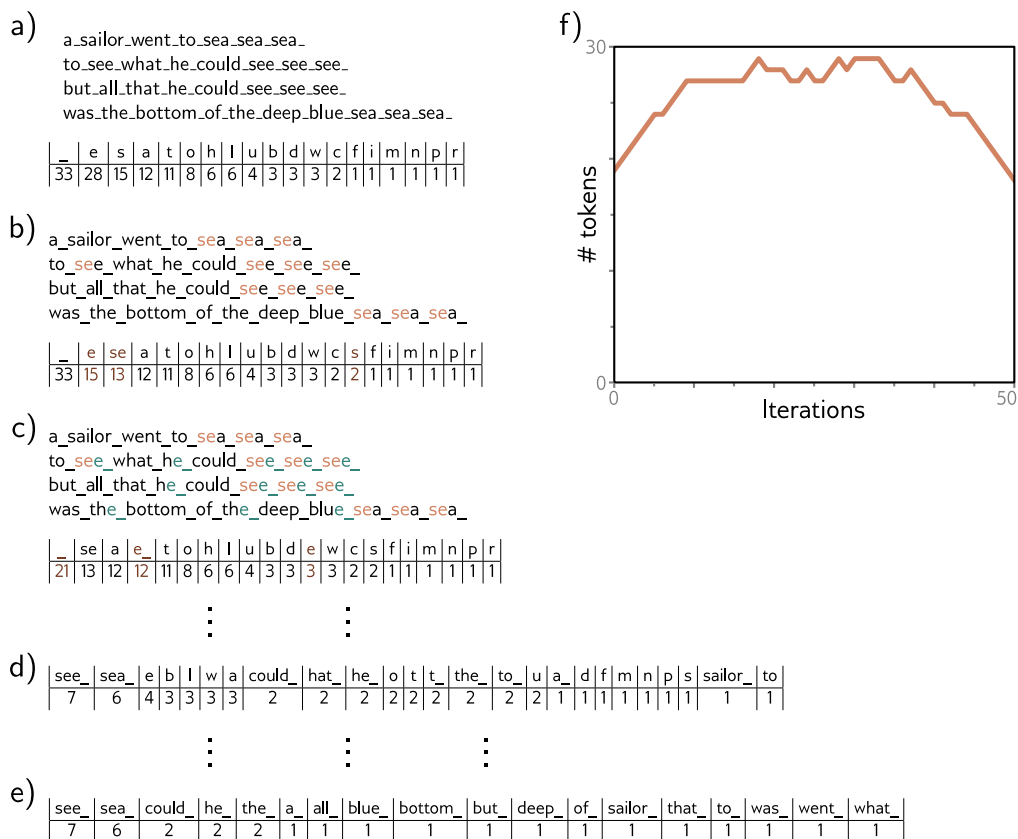 a)
a_sailor_went_to_sea_sea_sea_
to_see_what_he_could_see_see_see_
but_all_that_he_could_see_see_see_
was_the_bottom_of_the_deep_blue_sea_sea_sea_
_ e s a t o h l u b d w c f i m n p r
33 28 15 12 11 8 6 6 4 3 3 3 2 1 1 1 1 1 1
b)
a_sailor_went_to_sea_sea_sea_
to_see_what_he_could_see_see_see_
but_all_that_he_could_see_see_see_
was_the_bottom_of_the_deep_blue_sea_sea_sea_
_ e se a t o h l u b d w c s f i m n p r
33 15 13 12 11 8 6 6 4 3 3 3 2 2 1 1 1 1 1 1
c)
a_sailor_went_to_sea_sea_sea_
to_see_what_he_could_see_see_see_
but_all_that_he_could_see_see_see_
was_the_bottom_of_the_deep_blue_sea_sea_sea_
_ se a e_ t o h l u b d e w c s f i m n p r
21 13 12 12 11 8 6 6 4 3 3 3 3 2 2 1 1 1 1 1 1
d)
see_ sea_ e b l w a could_ hat_ he_ o t t_ the_ to_ u a_ d f m n p s sailor_ to
7 6 4 3 3 3 3 2 2 2 2 2 2 2 2 2 1 1 1 1 1 1 1 1 1
e)
see_ sea_ could_ he_ the_ a_ all_ blue_ bottom_ but_ deep_ of_ sailor_ that_ to_ was_ went_ what_
7 6 2 2 2 1 1 1 1 1 1 1 1 1 1 1 1 1
f)
30
# tokens
0
0
Iterations
50